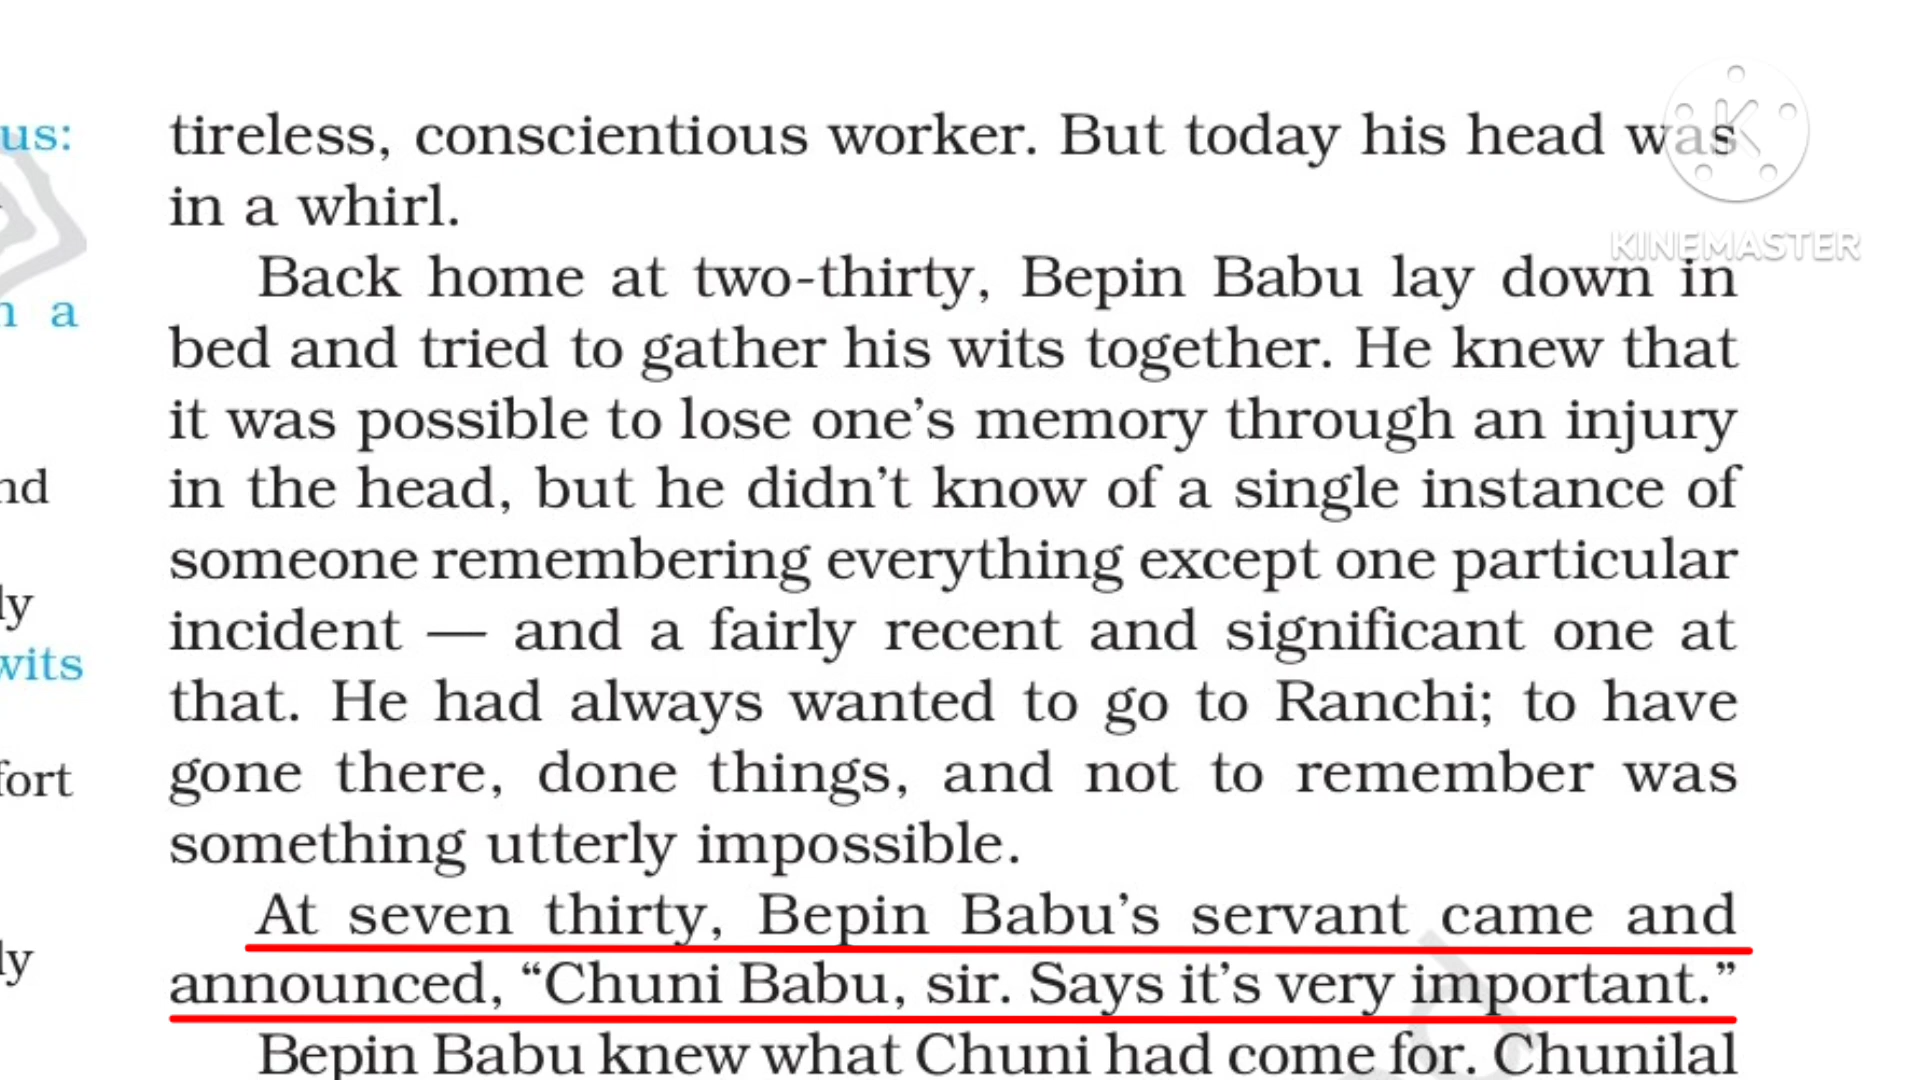 us:
tireless, conscientious worker. But today his head was
in a whirl.
KINEMASTER
Back home at two-thirty, Bepin Babu lay down in
a
bed and tried to gather his wits together. He knew that
it was possible to lose one’s memory through an injury
in the head, but he didn’t know of a single instance of
someone remembering everything except one particular
incident — and a fairly recent and significant one at
wits
that. He had always wanted to go to Ranchi; to have
gone there, done things, and not to remember was
something utterly impossible.
At seven thirty, Bepin Babu’s servant came and
announced, “Chuni Babu, sir. Says it’s very important.”
Bepin Babu knew what Chuni had come for. Chunilal